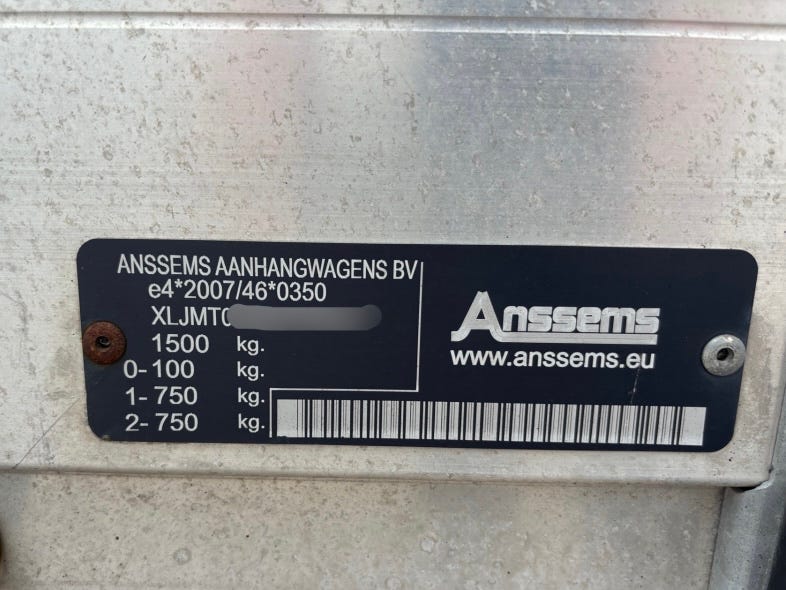 ANSSEMS AANHANGWAGENS BV
e4*2007/46*0350
XLJMT
1500 kg.
0-100 kg.
1-750 kg.
2-750 kg.
Anssems
www.anssems.eu